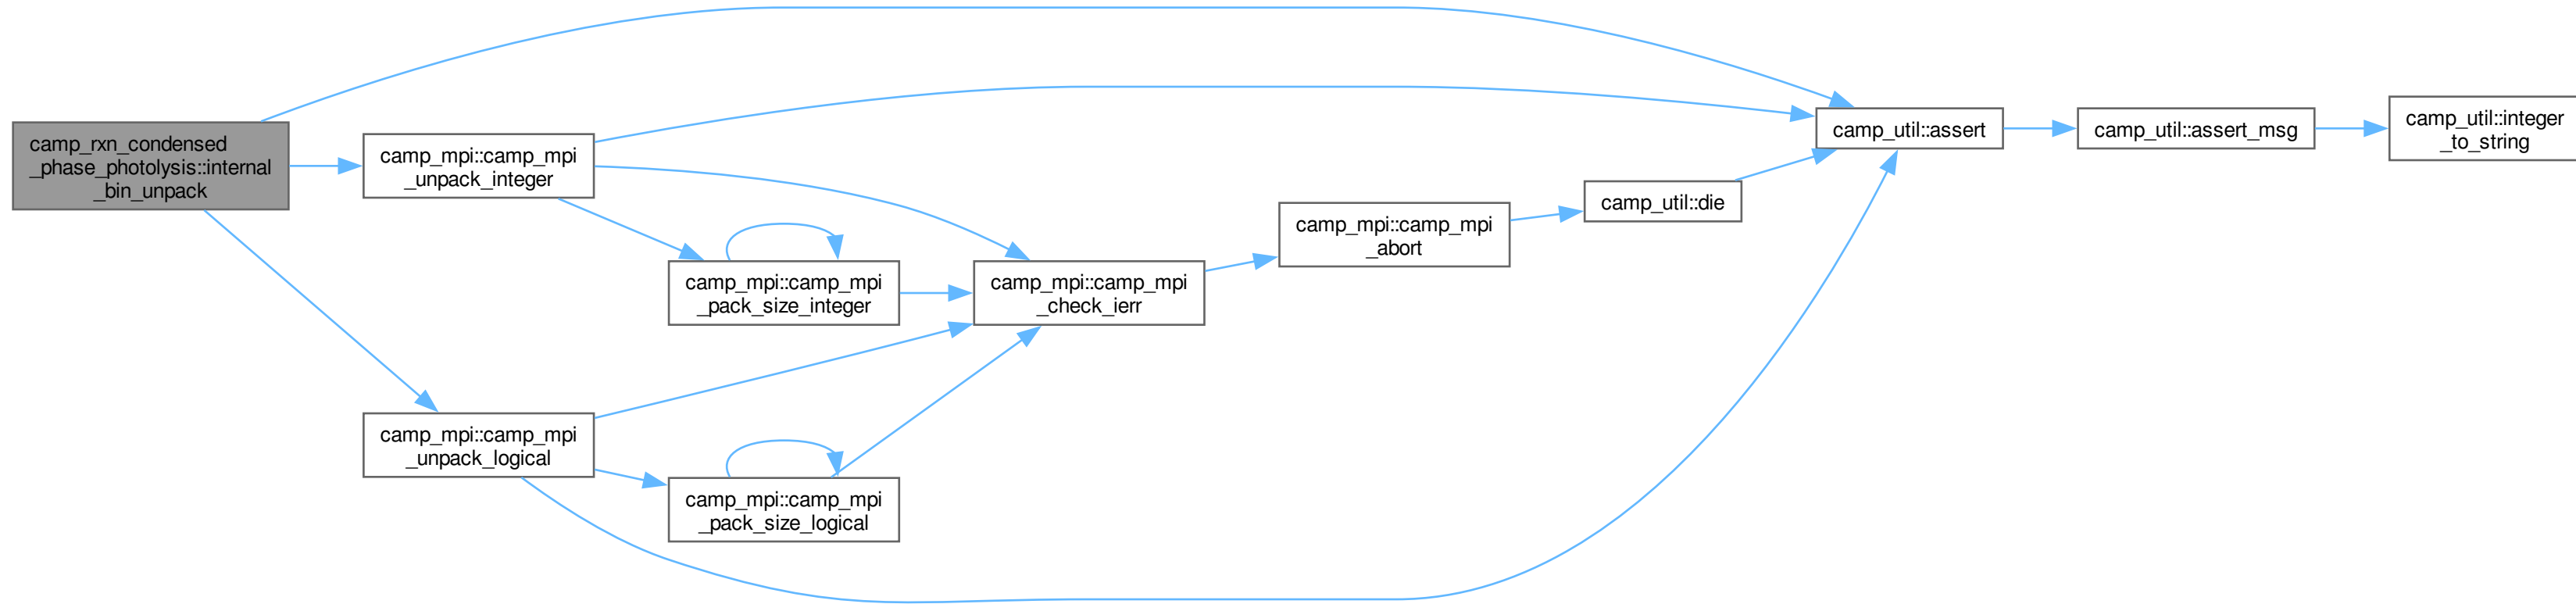 camp_rxn_condensed
_phase_photolysis::internal
_bin_unpack
camp_mpi::camp_mpi
_unpack_integer
camp_mpi::camp_mpi
_unpack_logical
camp_mpi::camp_mpi
_pack_size_integer
camp_mpi::camp_mpi
_pack_size_logical
camp_mpi::camp_mpi
_check_ierr
camp_mpi::camp_mpi
_abort
camp_util::die
camp_util::assert
camp_util::assert_msg
camp_util::integer
_to_string